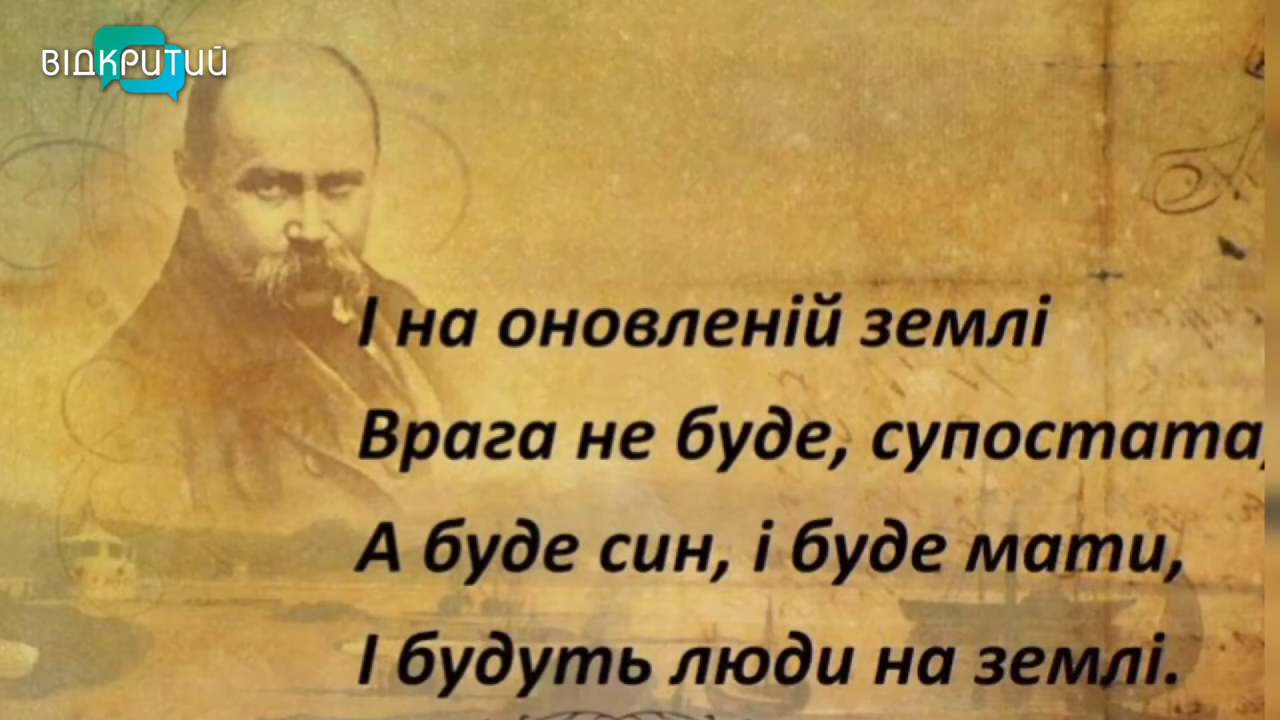 ВІДКРИТИЙ
І на оновленій землі
Врага не буде, супостата,
А буде син, і буде мати,
І будуть люди на землі.